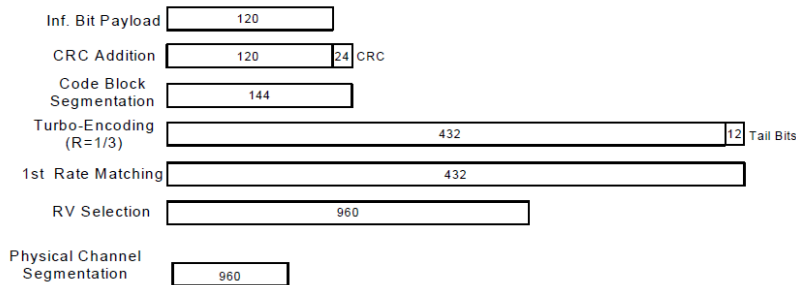 Inf. Bit Payload
120
CRC Addition
120
24
CRC
Code Block
Segmentation
144
Turbo-Encoding
(R=1/3)
432
12
Tail Bits
1st Rate Matching
432
RV Selection
960
Physical Channel
Segmentation
960